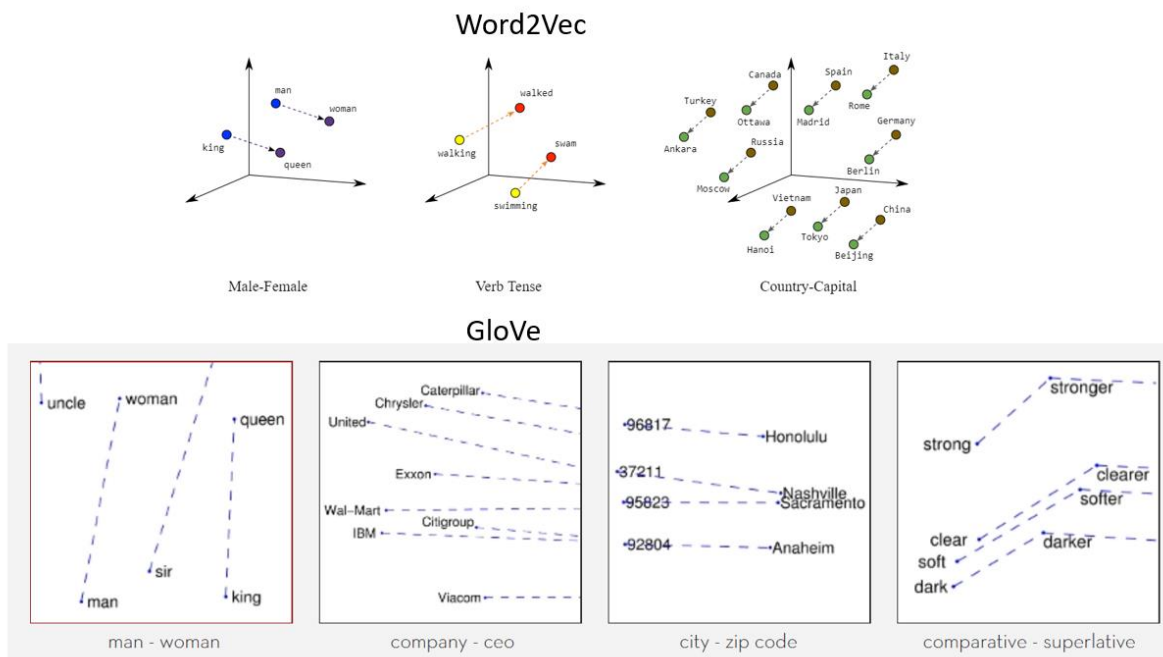 Word2Vec
man
woman
king
queen
Male-Female
walked
walking
swam
swimming
Verb Tense
Italy
Canada
Spain
Turkey
Rome
Ottawa
Madrid
Germany
Ankara
Russia
Berlin
Moscow
Vietnam
Japan
China
Hanoi
Tokyo
Beijing
Country-Capital
GloVe
uncle
woman
queen
sir
man
king
man - woman
Caterpillar
Chrysler
United
Exxon
Wal-Mart
Citigroup
IBM
Viacom
company - ceo
96817
Honolulu
37211
Nashville
95823
Sacramento
92804
Anaheim
city - zip code
stronger
strong
clearer
softer
clear
darker
soft
dark
comparative - superlative